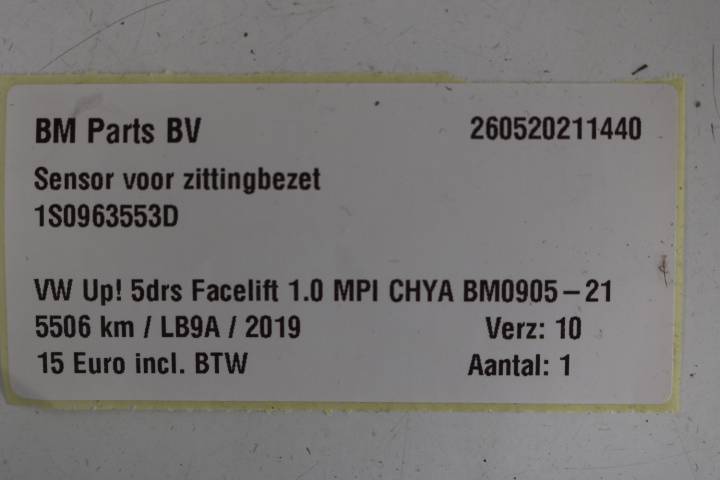 BM Parts BV 260520211440
Sensor voor zittingbezet
1S0963553D
VW Up! 5drs Facelift 1.0 MPI CHYA BM0905-21
5506 km / LB9A / 2019 Verz: 10
15 Euro incl. BTW Aantal: 1